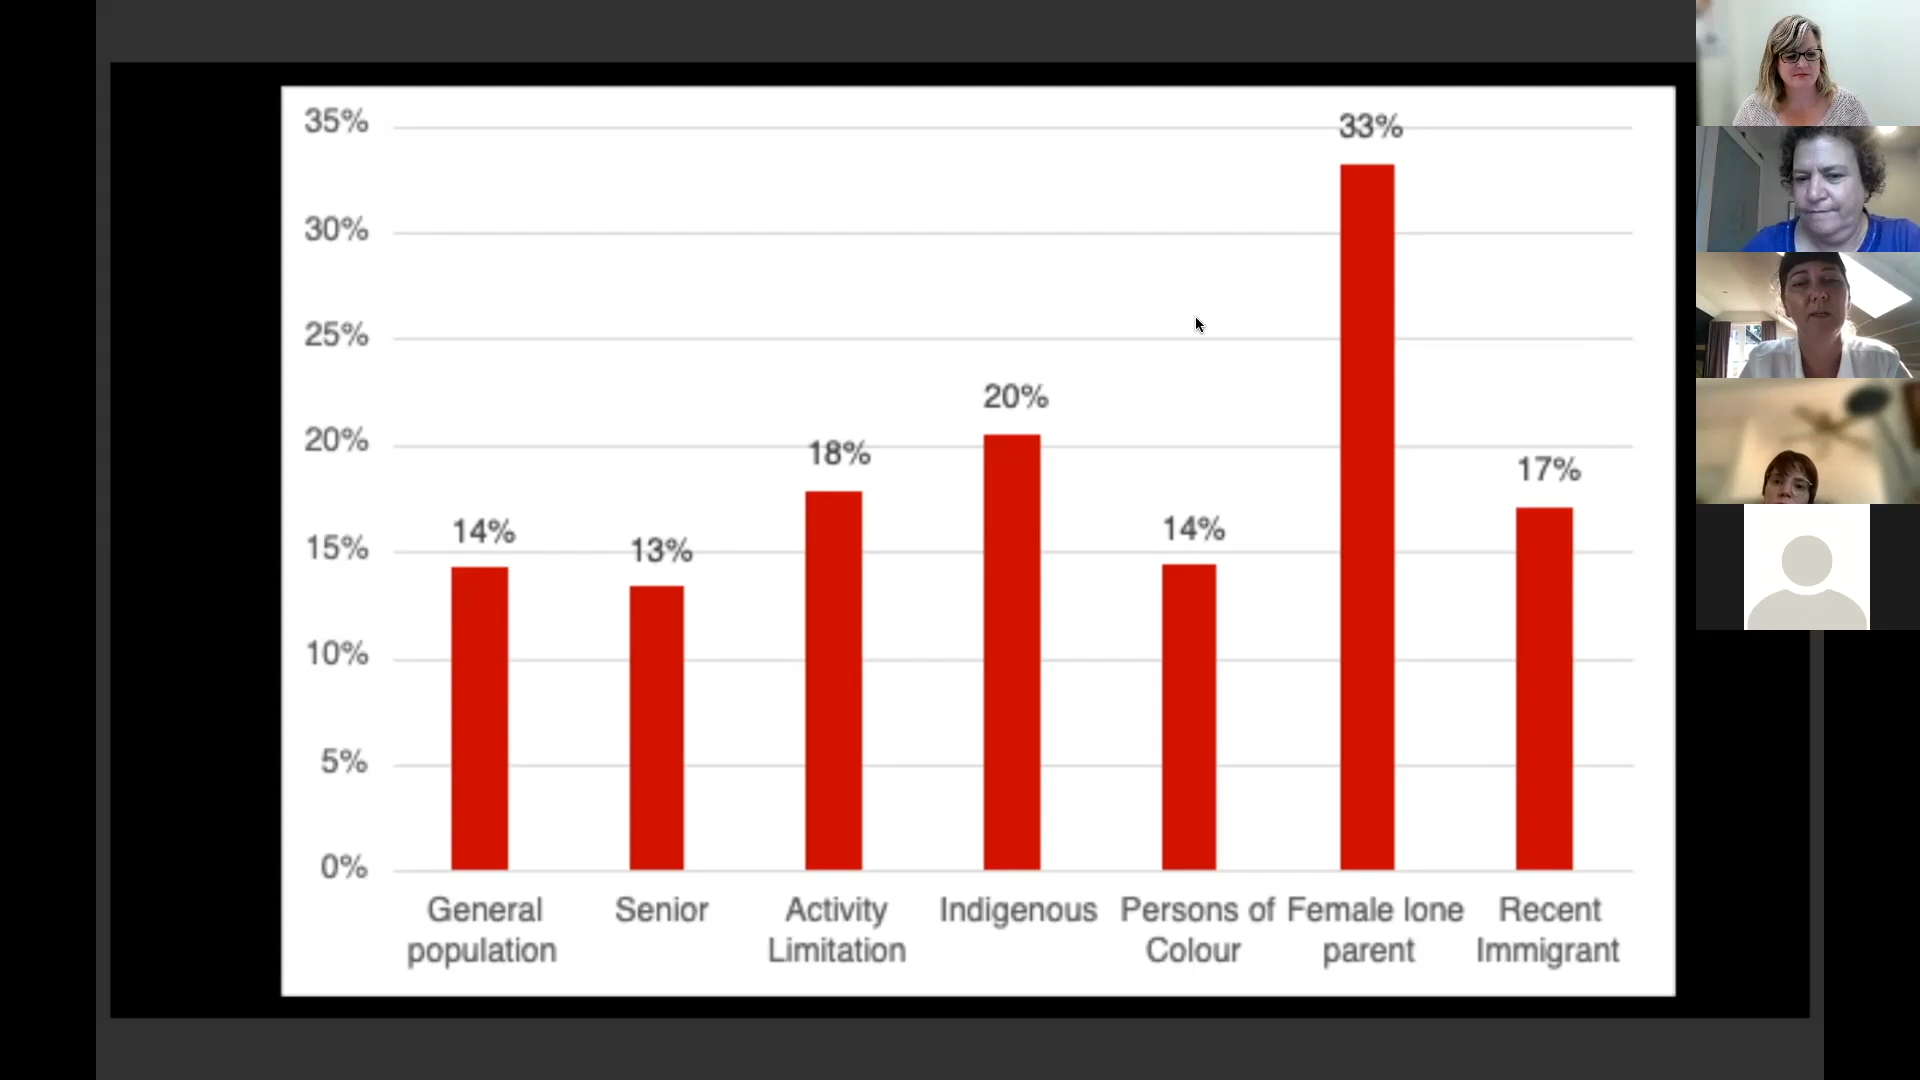 35%
30%
25%
20%
15%
10%
5%
0%
14%
13%
18%
20%
14%
33%
17%
General population
Senior
Activity Limitation
Indigenous
Persons of Colour
Female lone parent
Recent Immigrant